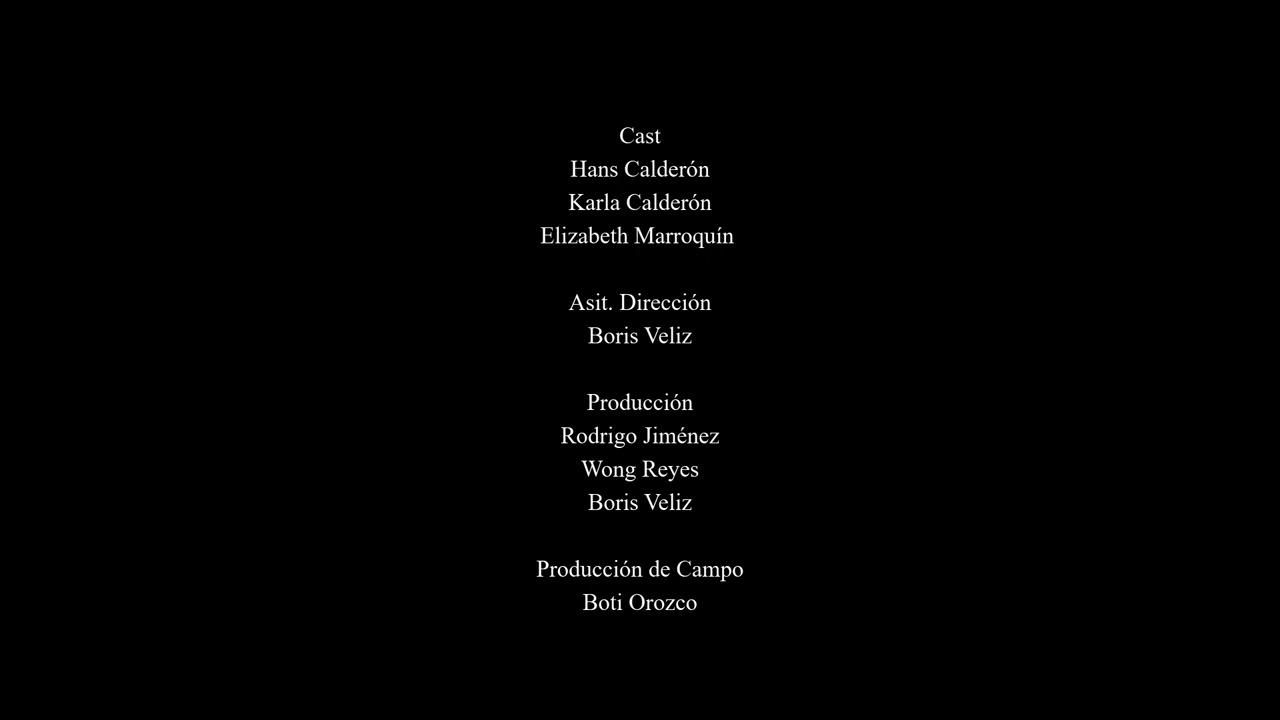 Cast
Hans Calderón
Karla Calderón
Elizabeth Marroquín
Asit. Dirección
Boris Veliz
Producción
Rodrigo Jiménez
Wong Reyes
Boris Veliz
Producción de Campo
Boti Orozco